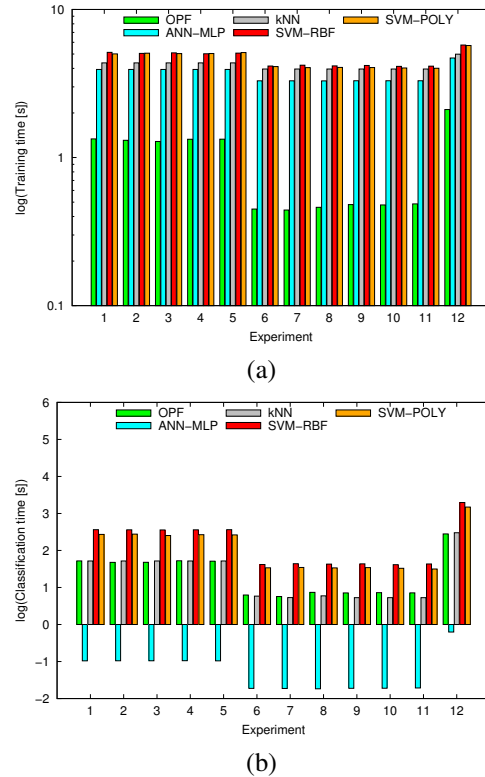 10
OPF
kNN
SVM-POLY
ANN-MLP
SVM-RBF
log(Training time [s])
1
0.1
1 2 3 4 5 6 7 8 9 10 11 12
Experiment
(a)
6
OPF
kNN
SVM-POLY
ANN-MLP
SVM-RBF
5
4
3
log(Classification time [s])
2
1
0
-1
-2
1 2 3 4 5 6 7 8 9 10 11 12
Experiment
(b)